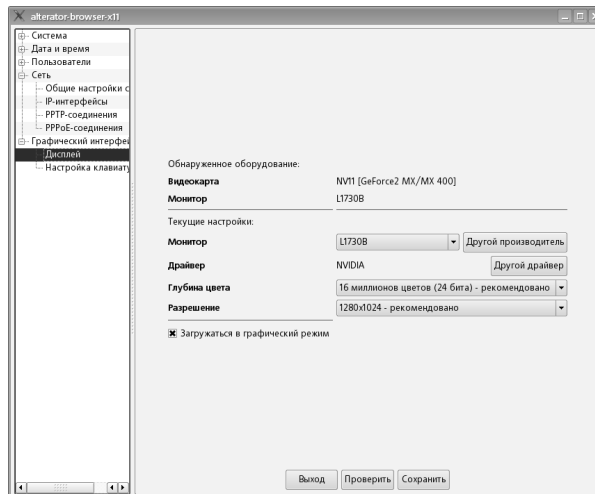 alterator-browser-x11
Система
Дата и время
Пользователи
Сеть
Общие настройки с
IP-интерфейсы
PPTP-соединения
PPPoE-соединения
Графический интерфей
Дисплей
Настройка клавиату
Обнаруженное оборудование:
Видеокарта NV11 [GeForce2 MX/MX 400]
Монитор L1730B
Текущие настройки:
Монитор L1730B Другой производитель
Драйвер NVIDIA Другой драйвер
Глубина цвета 16 миллионов цветов (24 бита) - рекомендовано
Разрешение 1280x1024 - рекомендовано
Загружаться в графический режим
Выход Проверить Сохранить